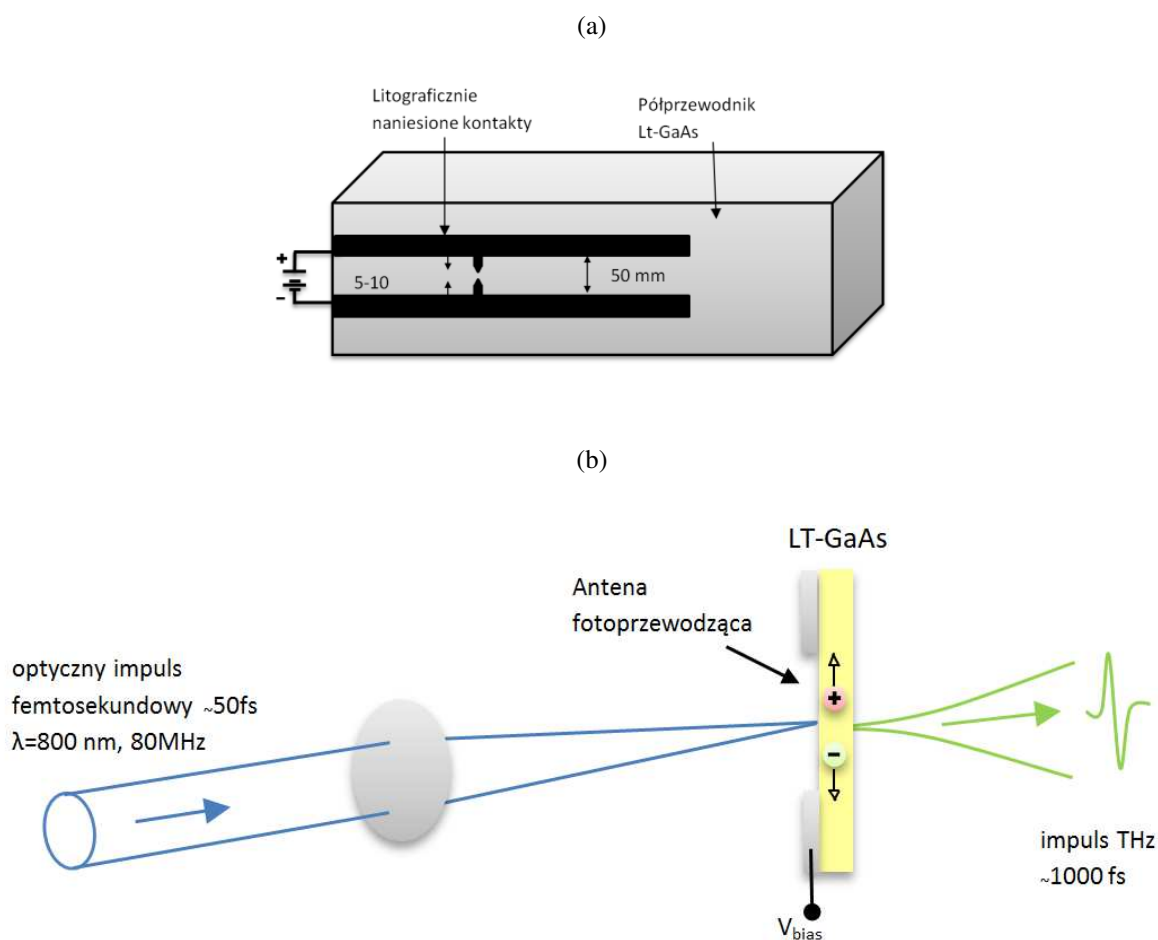 (a)
Litograficznie
naniesione kontakty
Półprzewodnik
Lt-GaAs
+
5-10
50 mm
−
(b)
LT-GaAs
Antena
fotoprzewodząca
optyczny impuls
femtosekundowy ~50fs
λ=800 nm, 80MHz
+
−
impuls THz
~1000 fs
Vbias